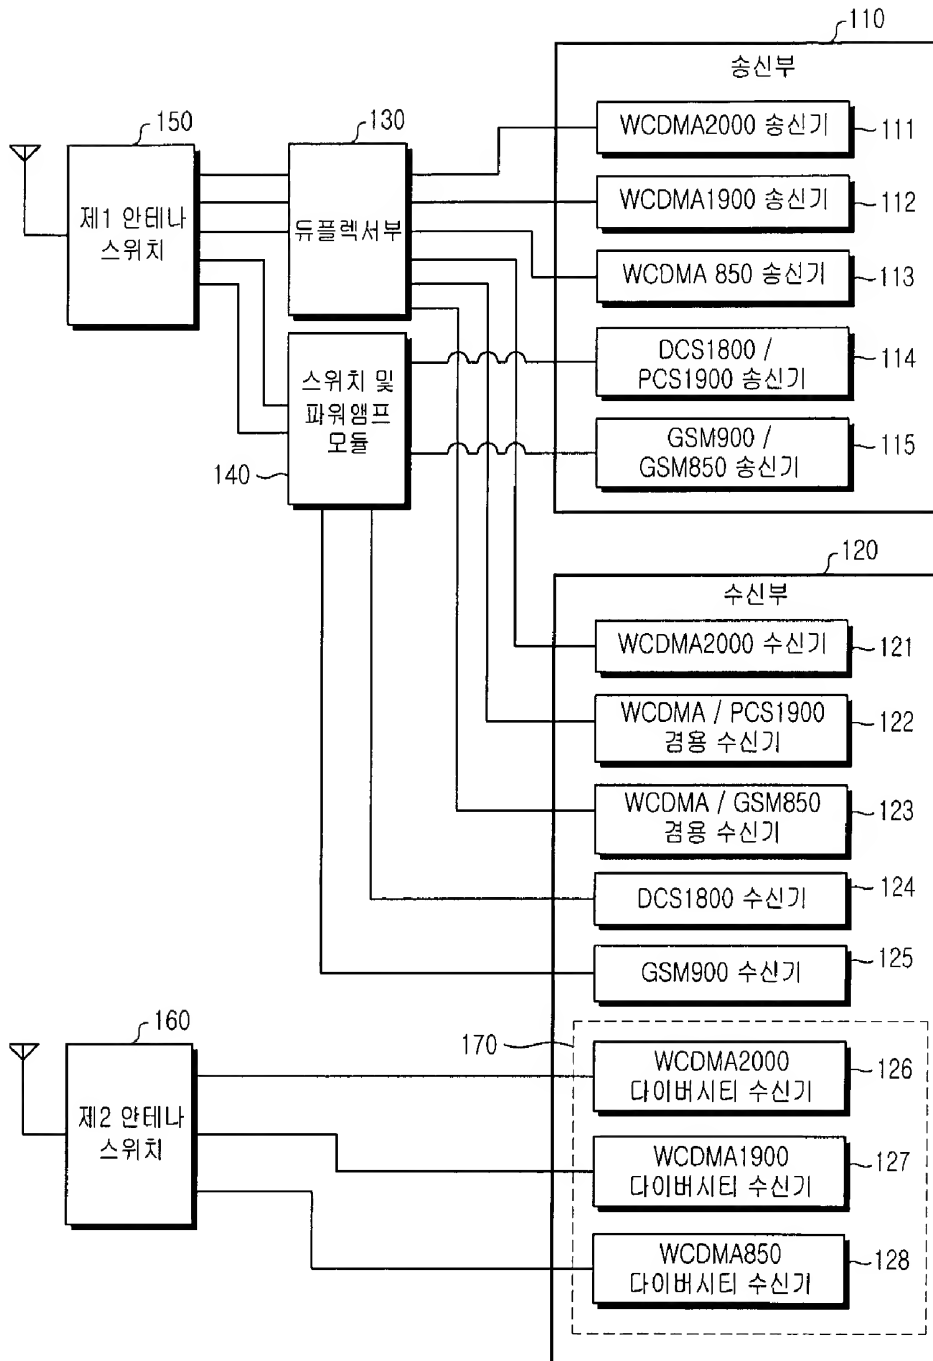 110
송신부
150
130
WCDMA2000 송신기
111
제1 안테나
스위치
듀플렉서부
WCDMA1900 송신기
112
WCDMA 850 송신기
113
스위치 및
파워앰프
모듈
140
DCS1800 /
PCS1900 송신기
114
GSM900 /
GSM850 송신기
115
120
수신부
WCDMA2000 수신기
121
WCDMA / PCS1900
겸용 수신기
122
WCDMA / GSM850
겸용 수신기
123
DCS1800 수신기
124
GSM900 수신기
125
160
170
제2 안테나
스위치
WCDMA2000
다이버시티 수신기
126
WCDMA1900
다이버시티 수신기
127
WCDMA850
다이버시티 수신기
128